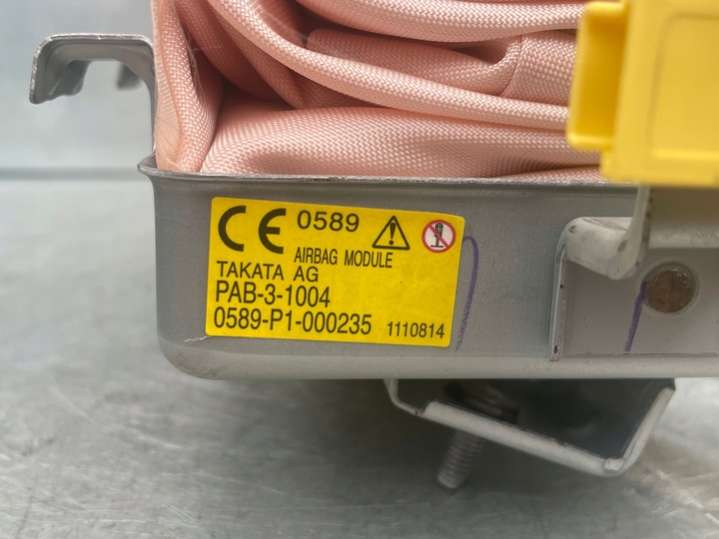 CE 0589
AIRBAG MODULE
TAKATA AG
PAB-3-1004
0589-P1-000235 1110814